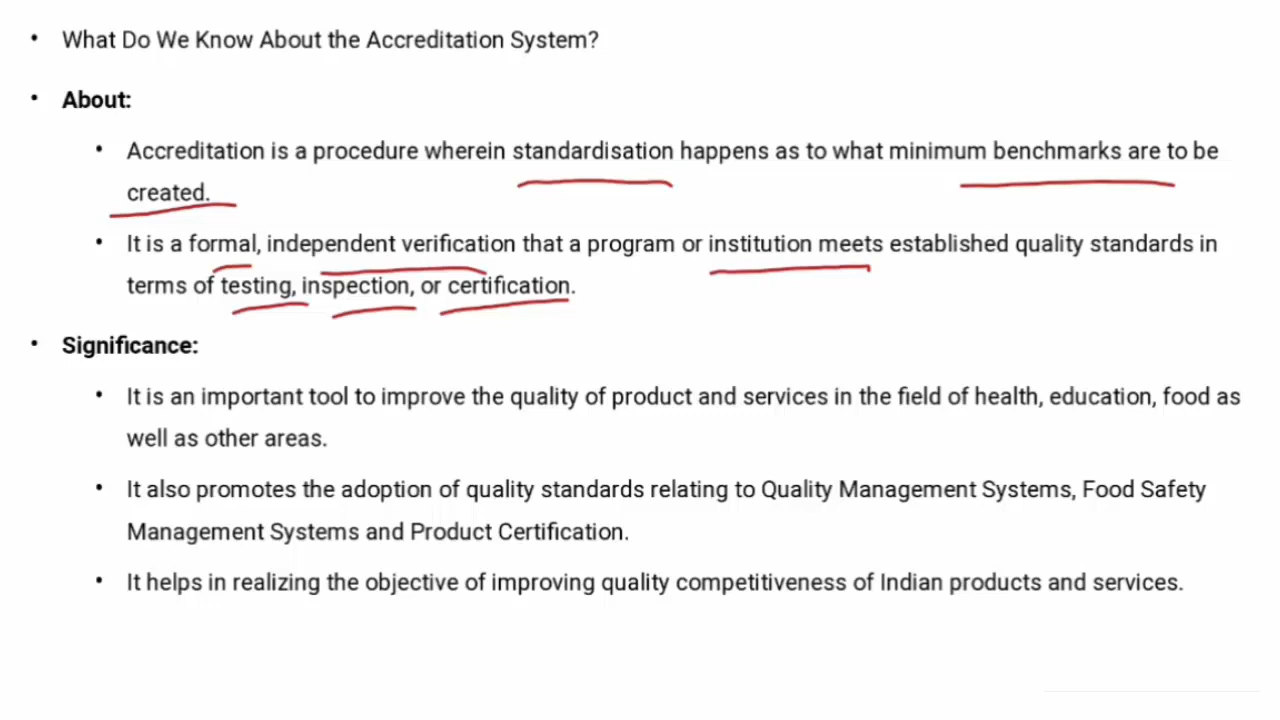 • What Do We Know About the Accreditation System?
• About:
• Accreditation is a procedure wherein standardisation happens as to what minimum benchmarks are to be
created.
• It is a formal, independent verification that a program or institution meets established quality standards in
terms of testing, inspection, or certification.
• Significance:
• It is an important tool to improve the quality of product and services in the field of health, education, food as
well as other areas.
• It also promotes the adoption of quality standards relating to Quality Management Systems, Food Safety
Management Systems and Product Certification.
• It helps in realizing the objective of improving quality competitiveness of Indian products and services.